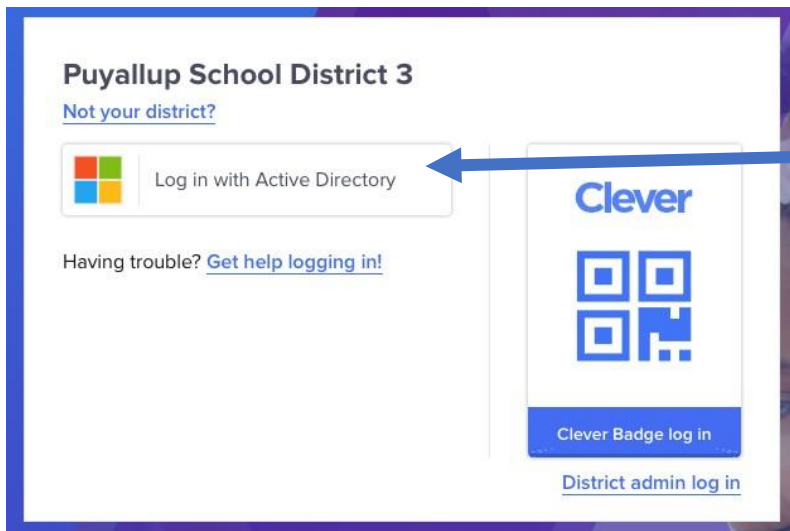 Puyallup School District 3
Not your district?
Log in with Active Directory
Having trouble? Get help logging in!
Clever
Clever Badge log in
District admin log in